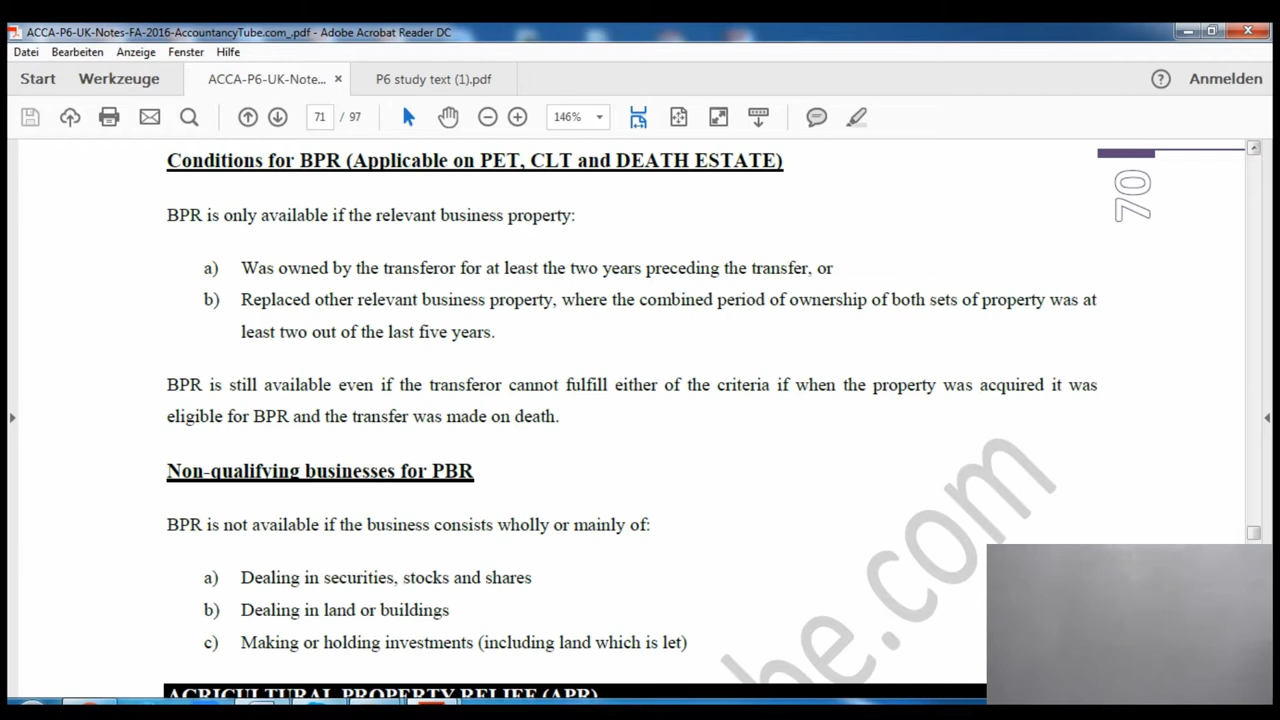 ACCA-P6-UK-Notes-FA-2016-AccountancyTube.com_.pdf - Adobe Acrobat Reader DC
Datei Bearbeiten Anzeige Fenster Hilfe
Start Werkzeuge ACCA-P6-UK-Note... × P6 study text (1).pdf ? Anmelden
71 / 97 146%
Conditions for BPR (Applicable on PET, CLT and DEATH ESTATE)
70
BPR is only available if the relevant business property:
a) Was owned by the transferor for at least the two years preceding the transfer, or
b) Replaced other relevant business property, where the combined period of ownership of both sets of property was at
least two out of the last five years.
BPR is still available even if the transferor cannot fulfill either of the criteria if when the property was acquired it was
eligible for BPR and the transfer was made on death.
Non-qualifying businesses for PBR
BPR is not available if the business consists wholly or mainly of:
a) Dealing in securities, stocks and shares
b) Dealing in land or buildings
c) Making or holding investments (including land which is let)
be.com
AGRICULTURAL PROPERTY RELIEF (APR)